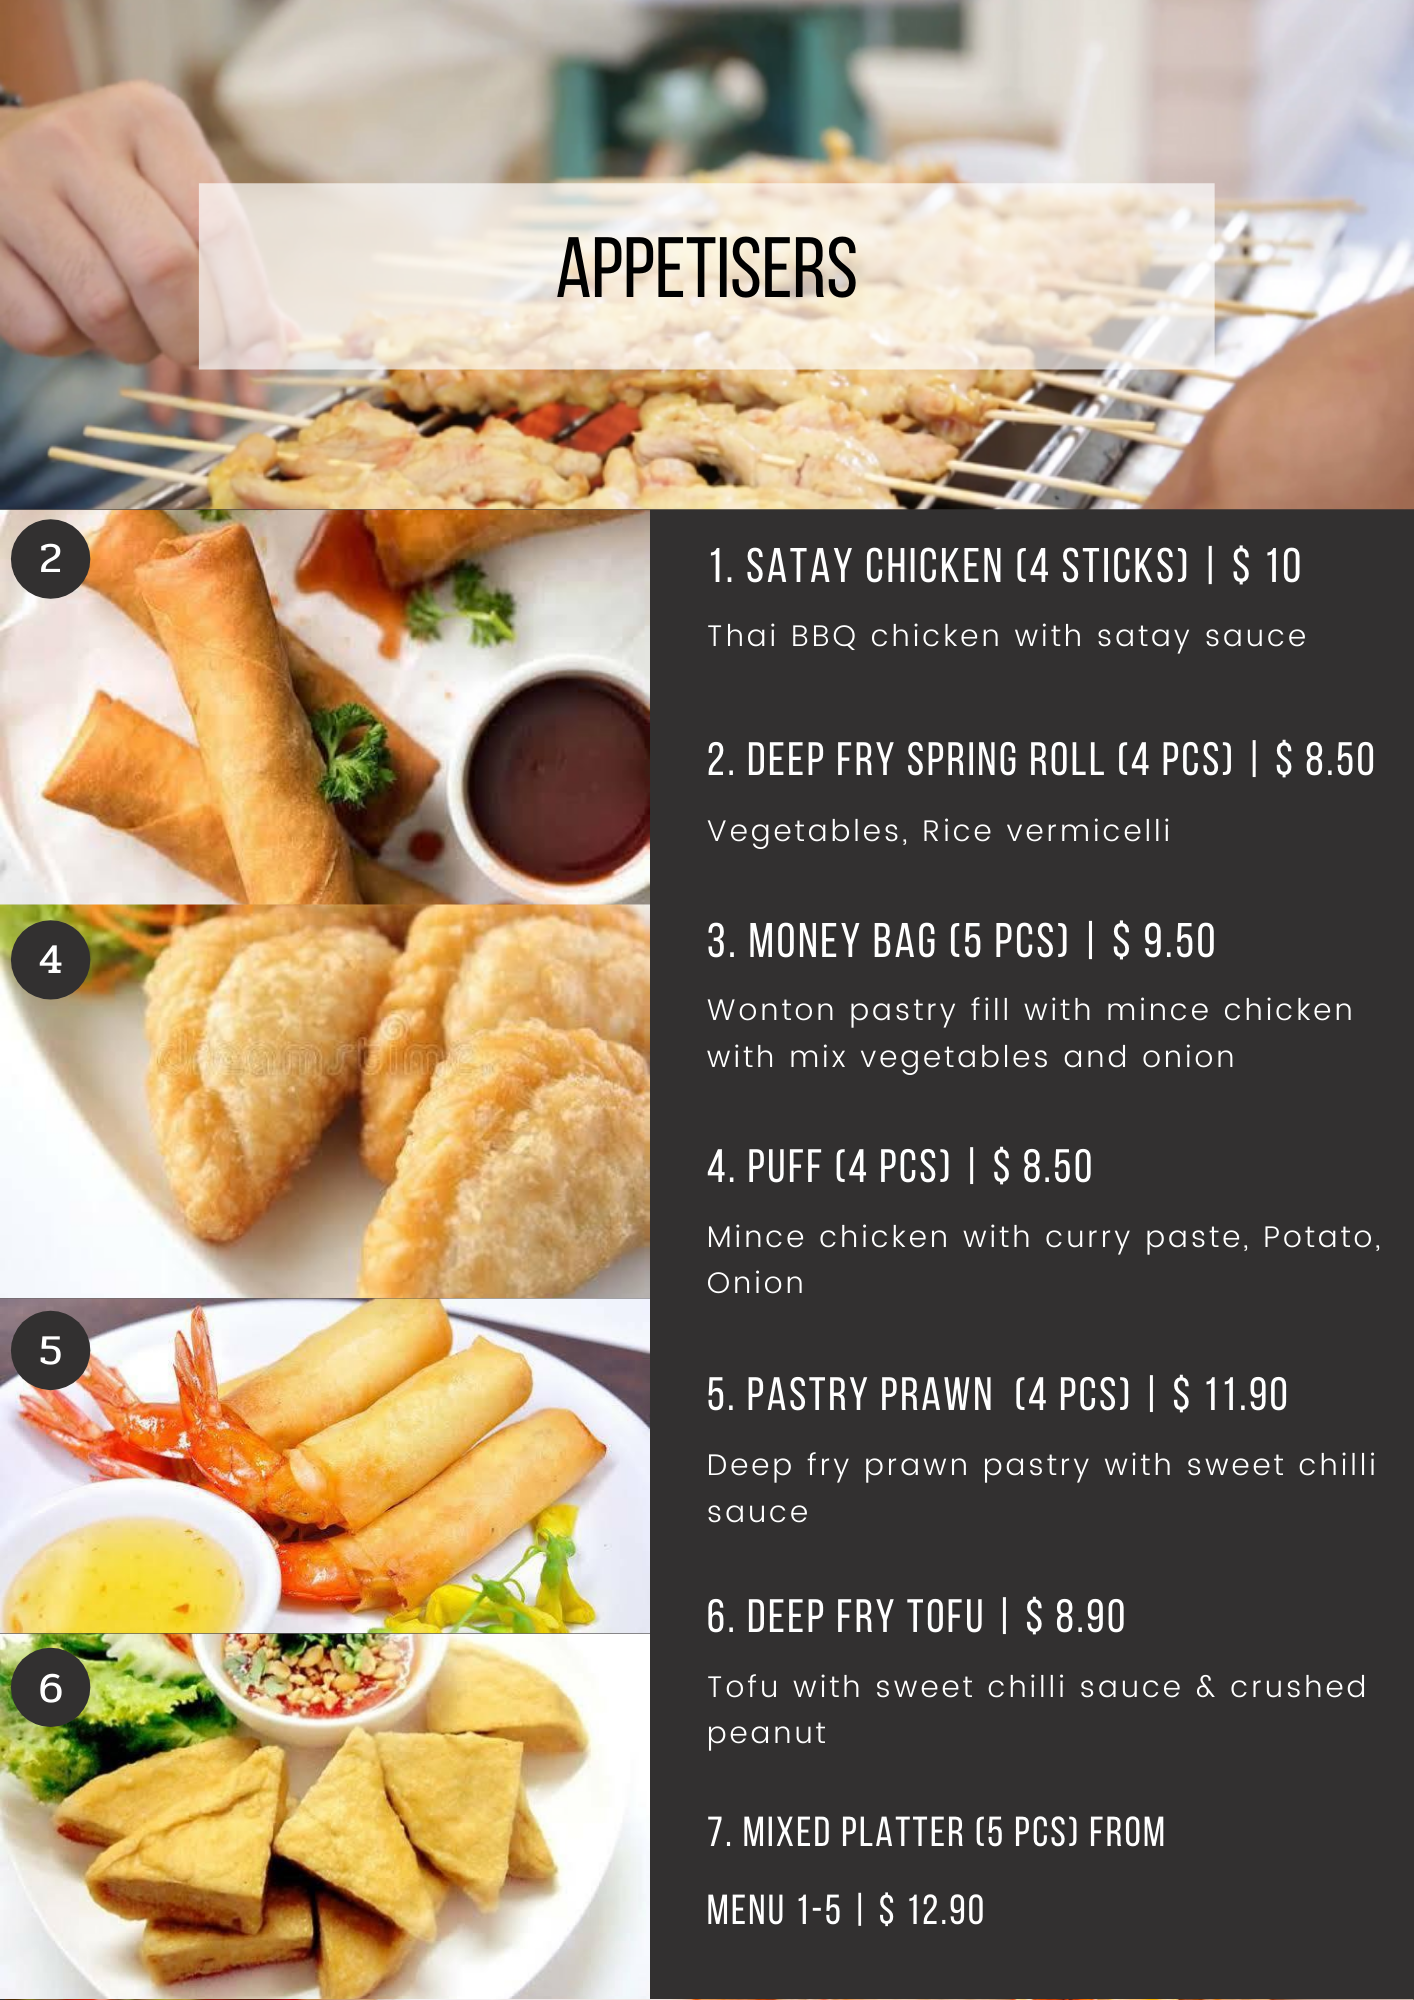 APPETISERS
2
1. SATAY CHICKEN (4 STICKS) | $ 10
Thai BBQ chicken with satay sauce
2. DEEP FRY SPRING ROLL (4 PCS) | $ 8.50
Vegetables, Rice vermicelli
4
3. MONEY BAG (5 PCS) | $ 9.50
Wonton pastry fill with mince chicken
with mix vegetables and onion
dreamstime
4. PUFF (4 PCS) | $ 8.50
Mince chicken with curry paste, Potato,
Onion
5
5. PASTRY PRAWN (4 PCS) | $ 11.90
Deep fry prawn pastry with sweet chilli
sauce
6. DEEP FRY TOFU | $ 8.90
6
Tofu with sweet chilli sauce & crushed
peanut
7. MIXED PLATTER (5 PCS) FROM
MENU 1-5 | $ 12.90